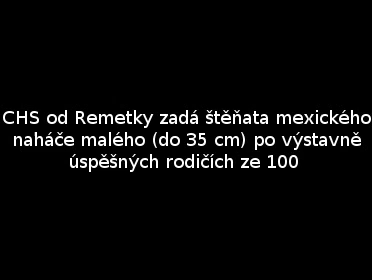 CHS od Remetky zadá štěňata mexického
naháče malého (do 35 cm) po výstavně
úspěšných rodičích ze 100